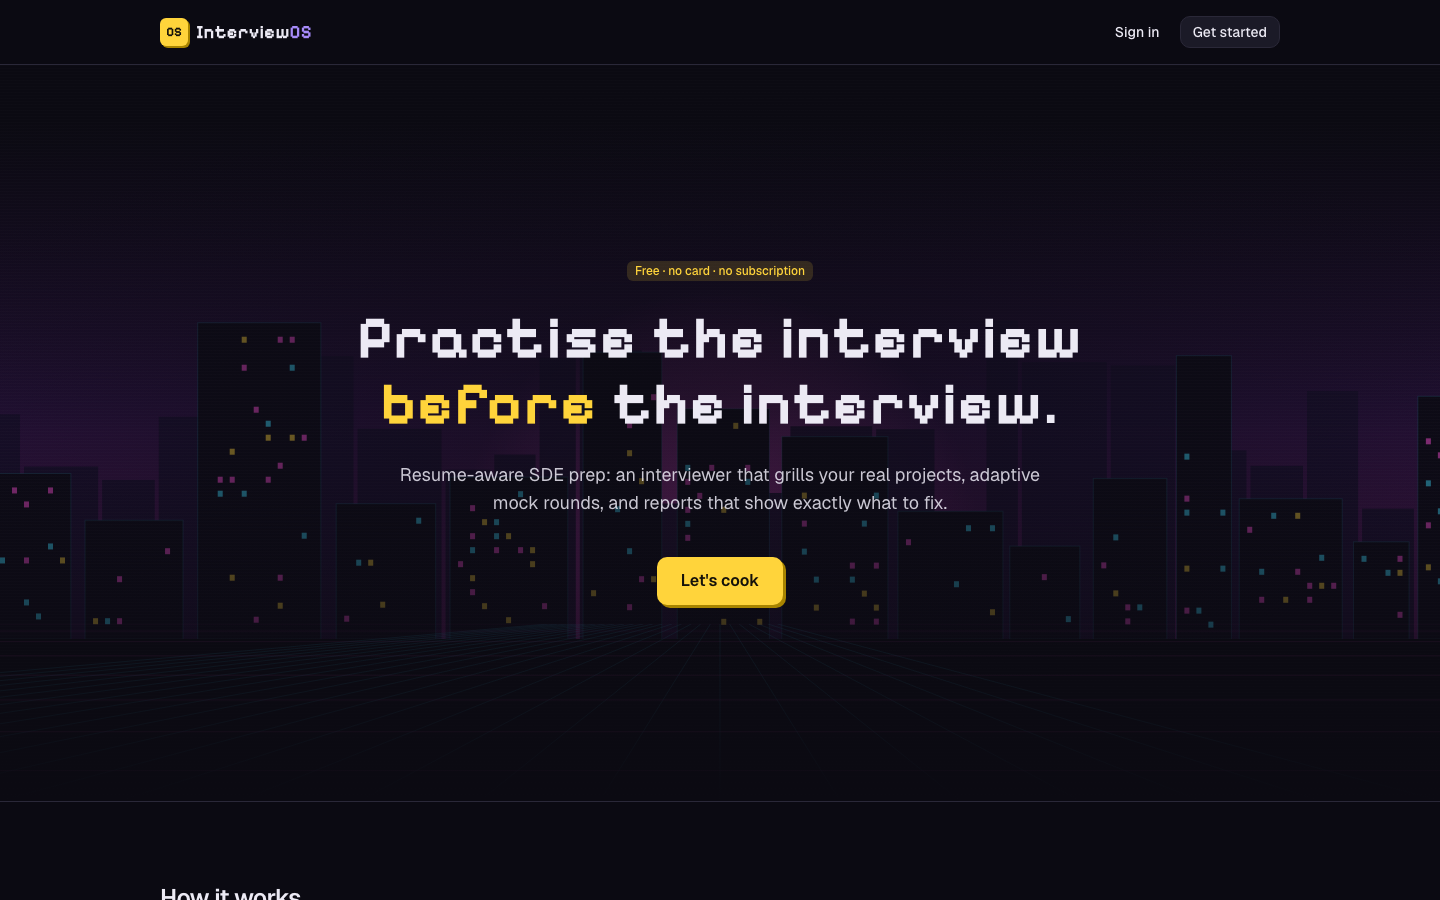 OS InterviewOS
Sign in
Get started
Free · no card · no subscription
Practise the interview
before the interview.
Resume-aware SDE prep: an interviewer that grills your real projects, adaptive
mock rounds, and reports that show exactly what to fix.
Let's cook
How it works